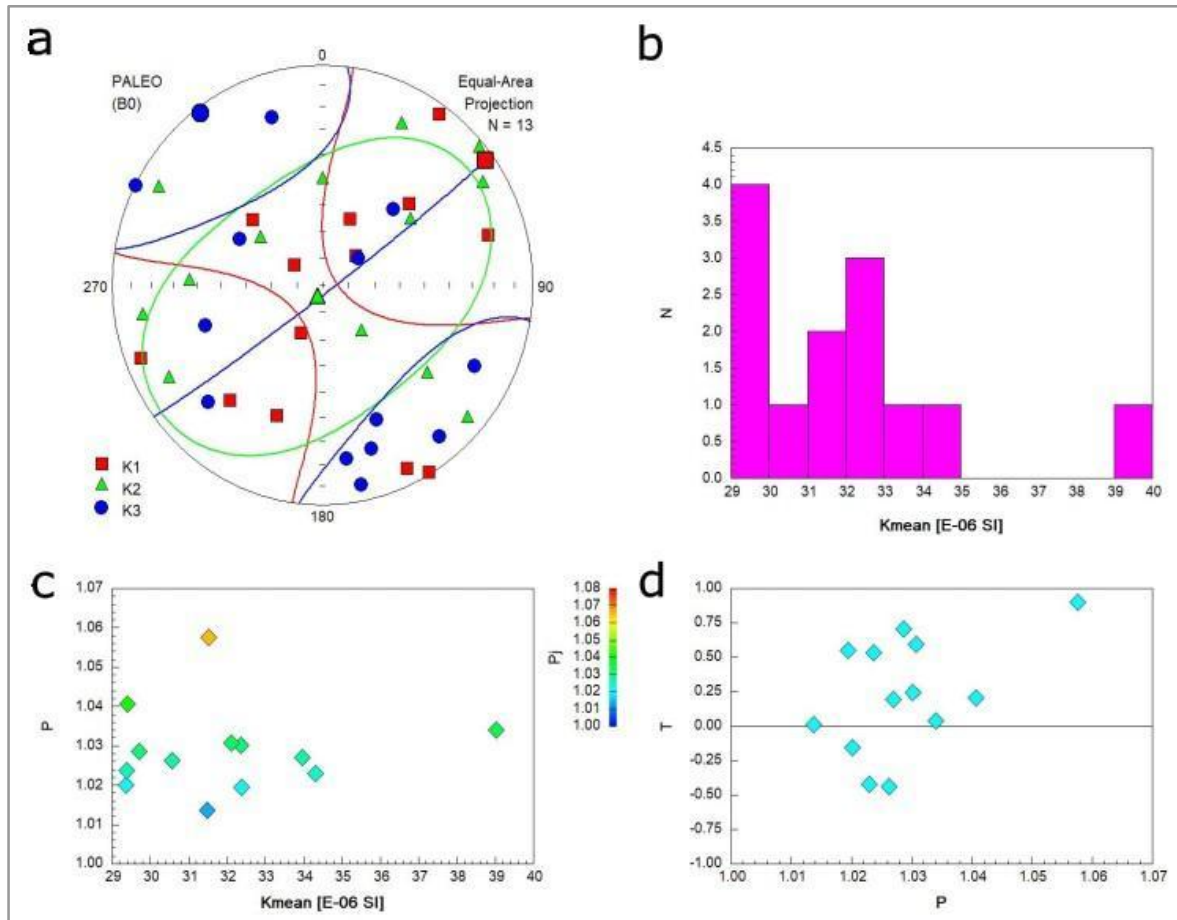 a
PALEO
(B0)
0
Equal-Area
Projection
N = 13
270
90
180
K1
K2
K3
b
4.5
4.0
3.5
3.0
2.5
2.0
1.5
1.0
0.5
0.0
N
29 30 31 32 33 34 35 36 37 38 39 40
Kmean [E-06 SI]
c
1.07
1.06
1.05
1.04
1.03
1.02
1.01
1.00
P
29 30 31 32 33 34 35 36 37 38 39 40
Kmean [E-06 SI]
Pj
1.08
1.07
1.06
1.05
1.04
1.03
1.02
1.01
1.00
d
1.00
0.75
0.50
0.25
0.00
-0.25
-0.50
-0.75
-1.00
T
1.00 1.01 1.02 1.03 1.04 1.05 1.06 1.07
P